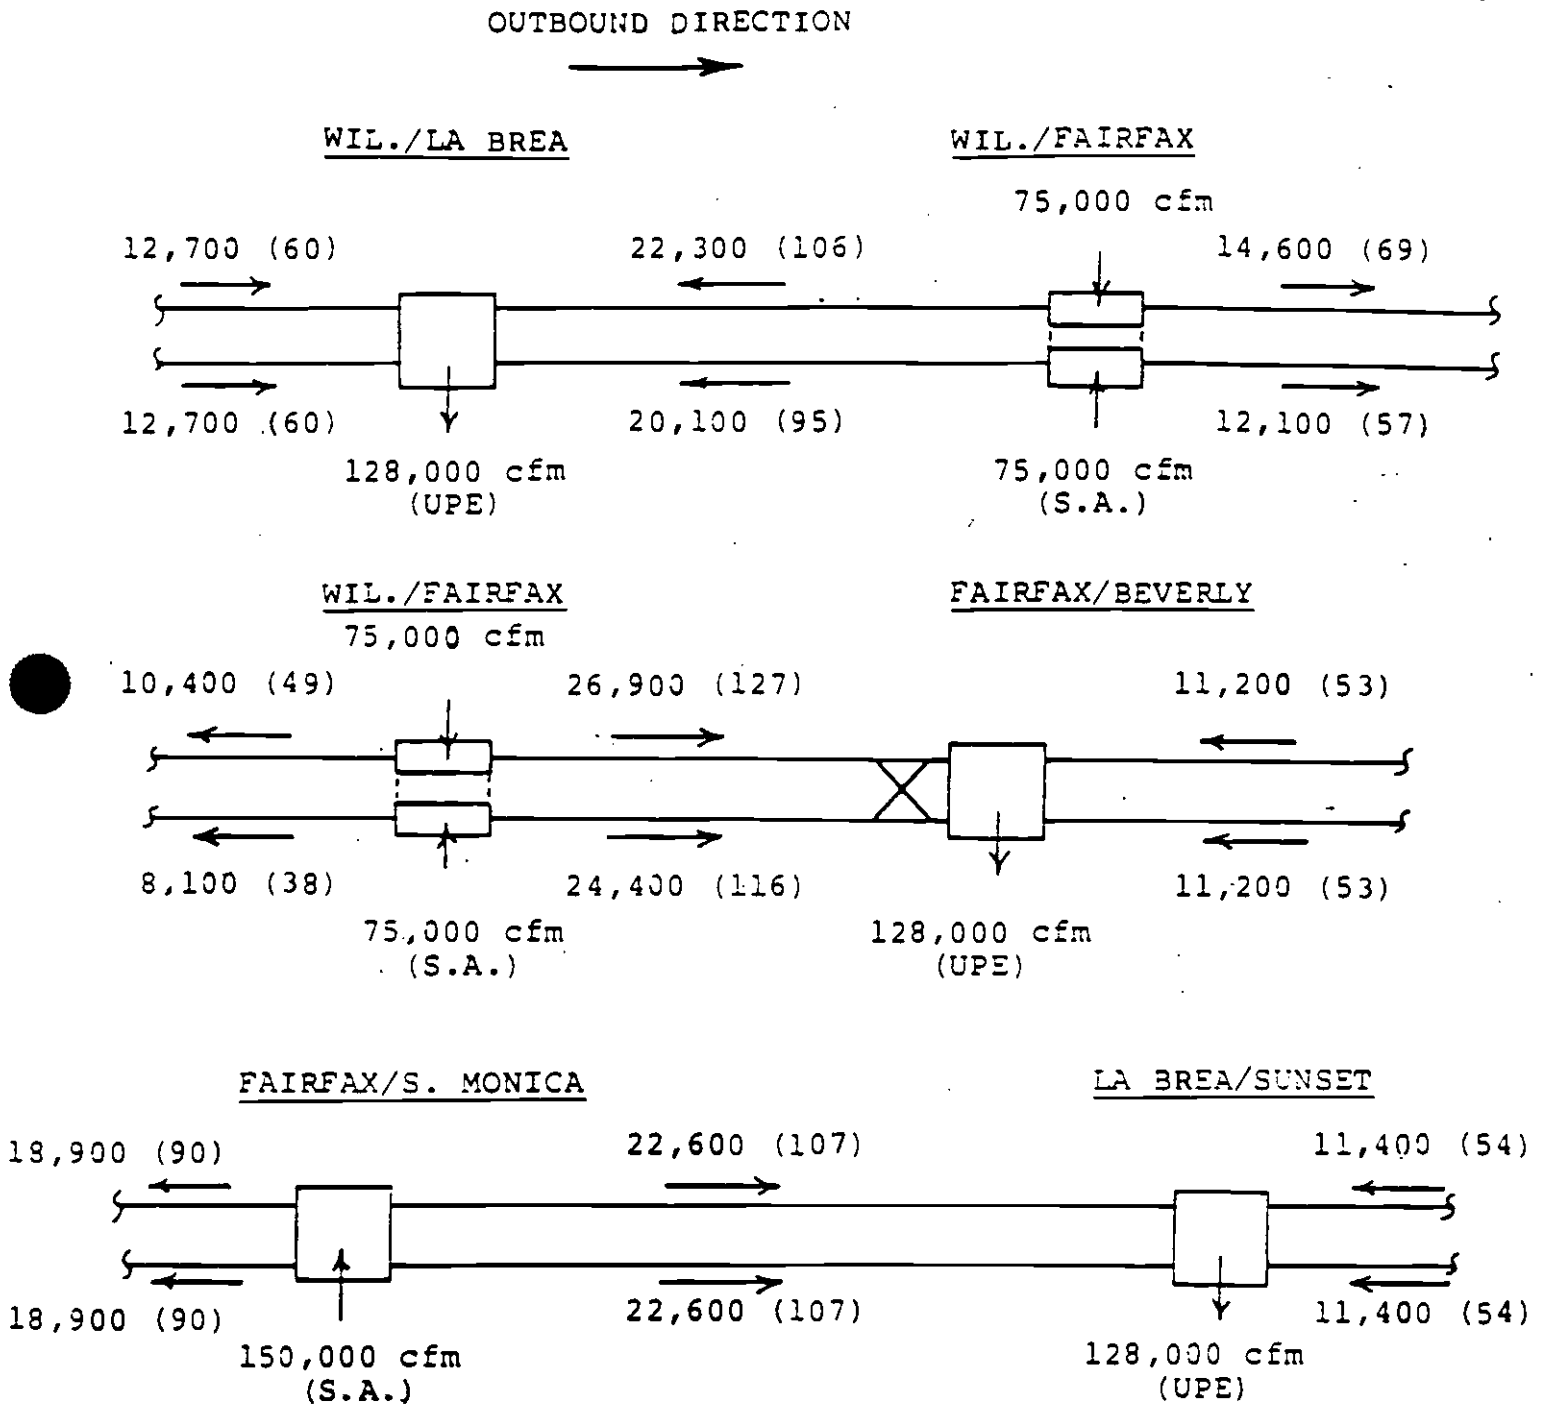 OUTBOUND DIRECTION
WIL./LA BREA
WIL./FAIRFAX
75,000 cfm
12,700 (60)
22,300 (106)
14,600 (69)
12,700 (60)
20,100 (95)
12,100 (57)
128,000 cfm
(UPE)
75,000 cfm
(S.A.)
WIL./FAIRFAX
75,000 cfm
FAIRFAX/BEVERLY
10,400 (49)
26,900 (127)
11,200 (53)
8,100 (38)
24,400 (116)
11,200 (53)
75,000 cfm
(S.A.)
128,000 cfm
(UPE)
FAIRFAX/S. MONICA
LA BREA/SUNSET
18,900 (90)
22,600 (107)
11,400 (54)
18,900 (90)
22,600 (107)
11,400 (54)
150,000 cfm
(S.A.)
128,000 cfm
(UPE)